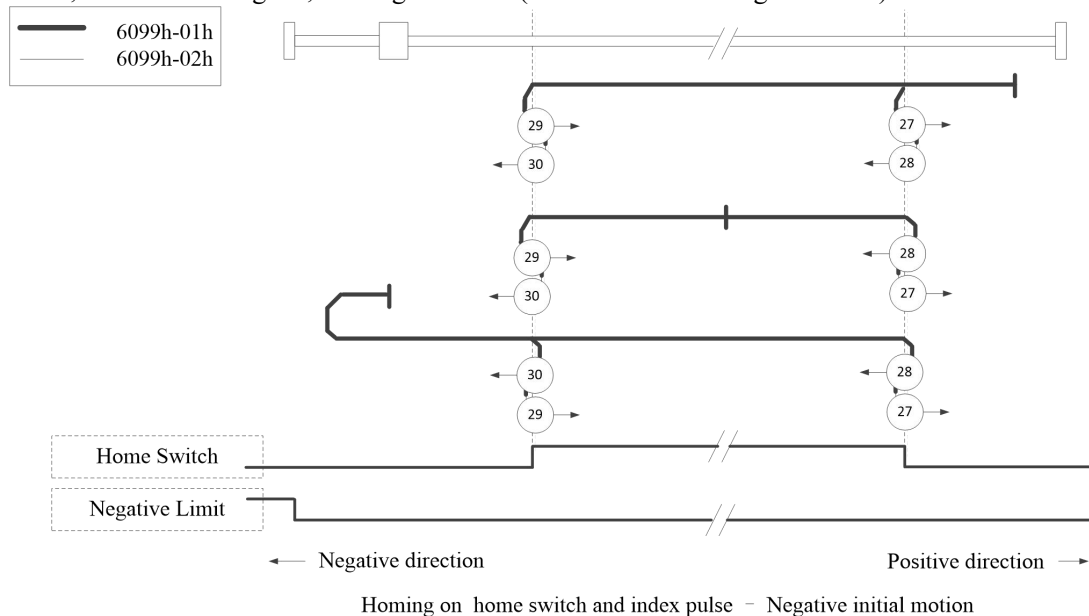 6099h-01h
6099h-02h
29
27
30
28
29
28
30
27
30
28
29
27
Home Switch
Negative Limit
Negative direction
Positive direction
Homing on home switch and index pulse – Negative initial motion